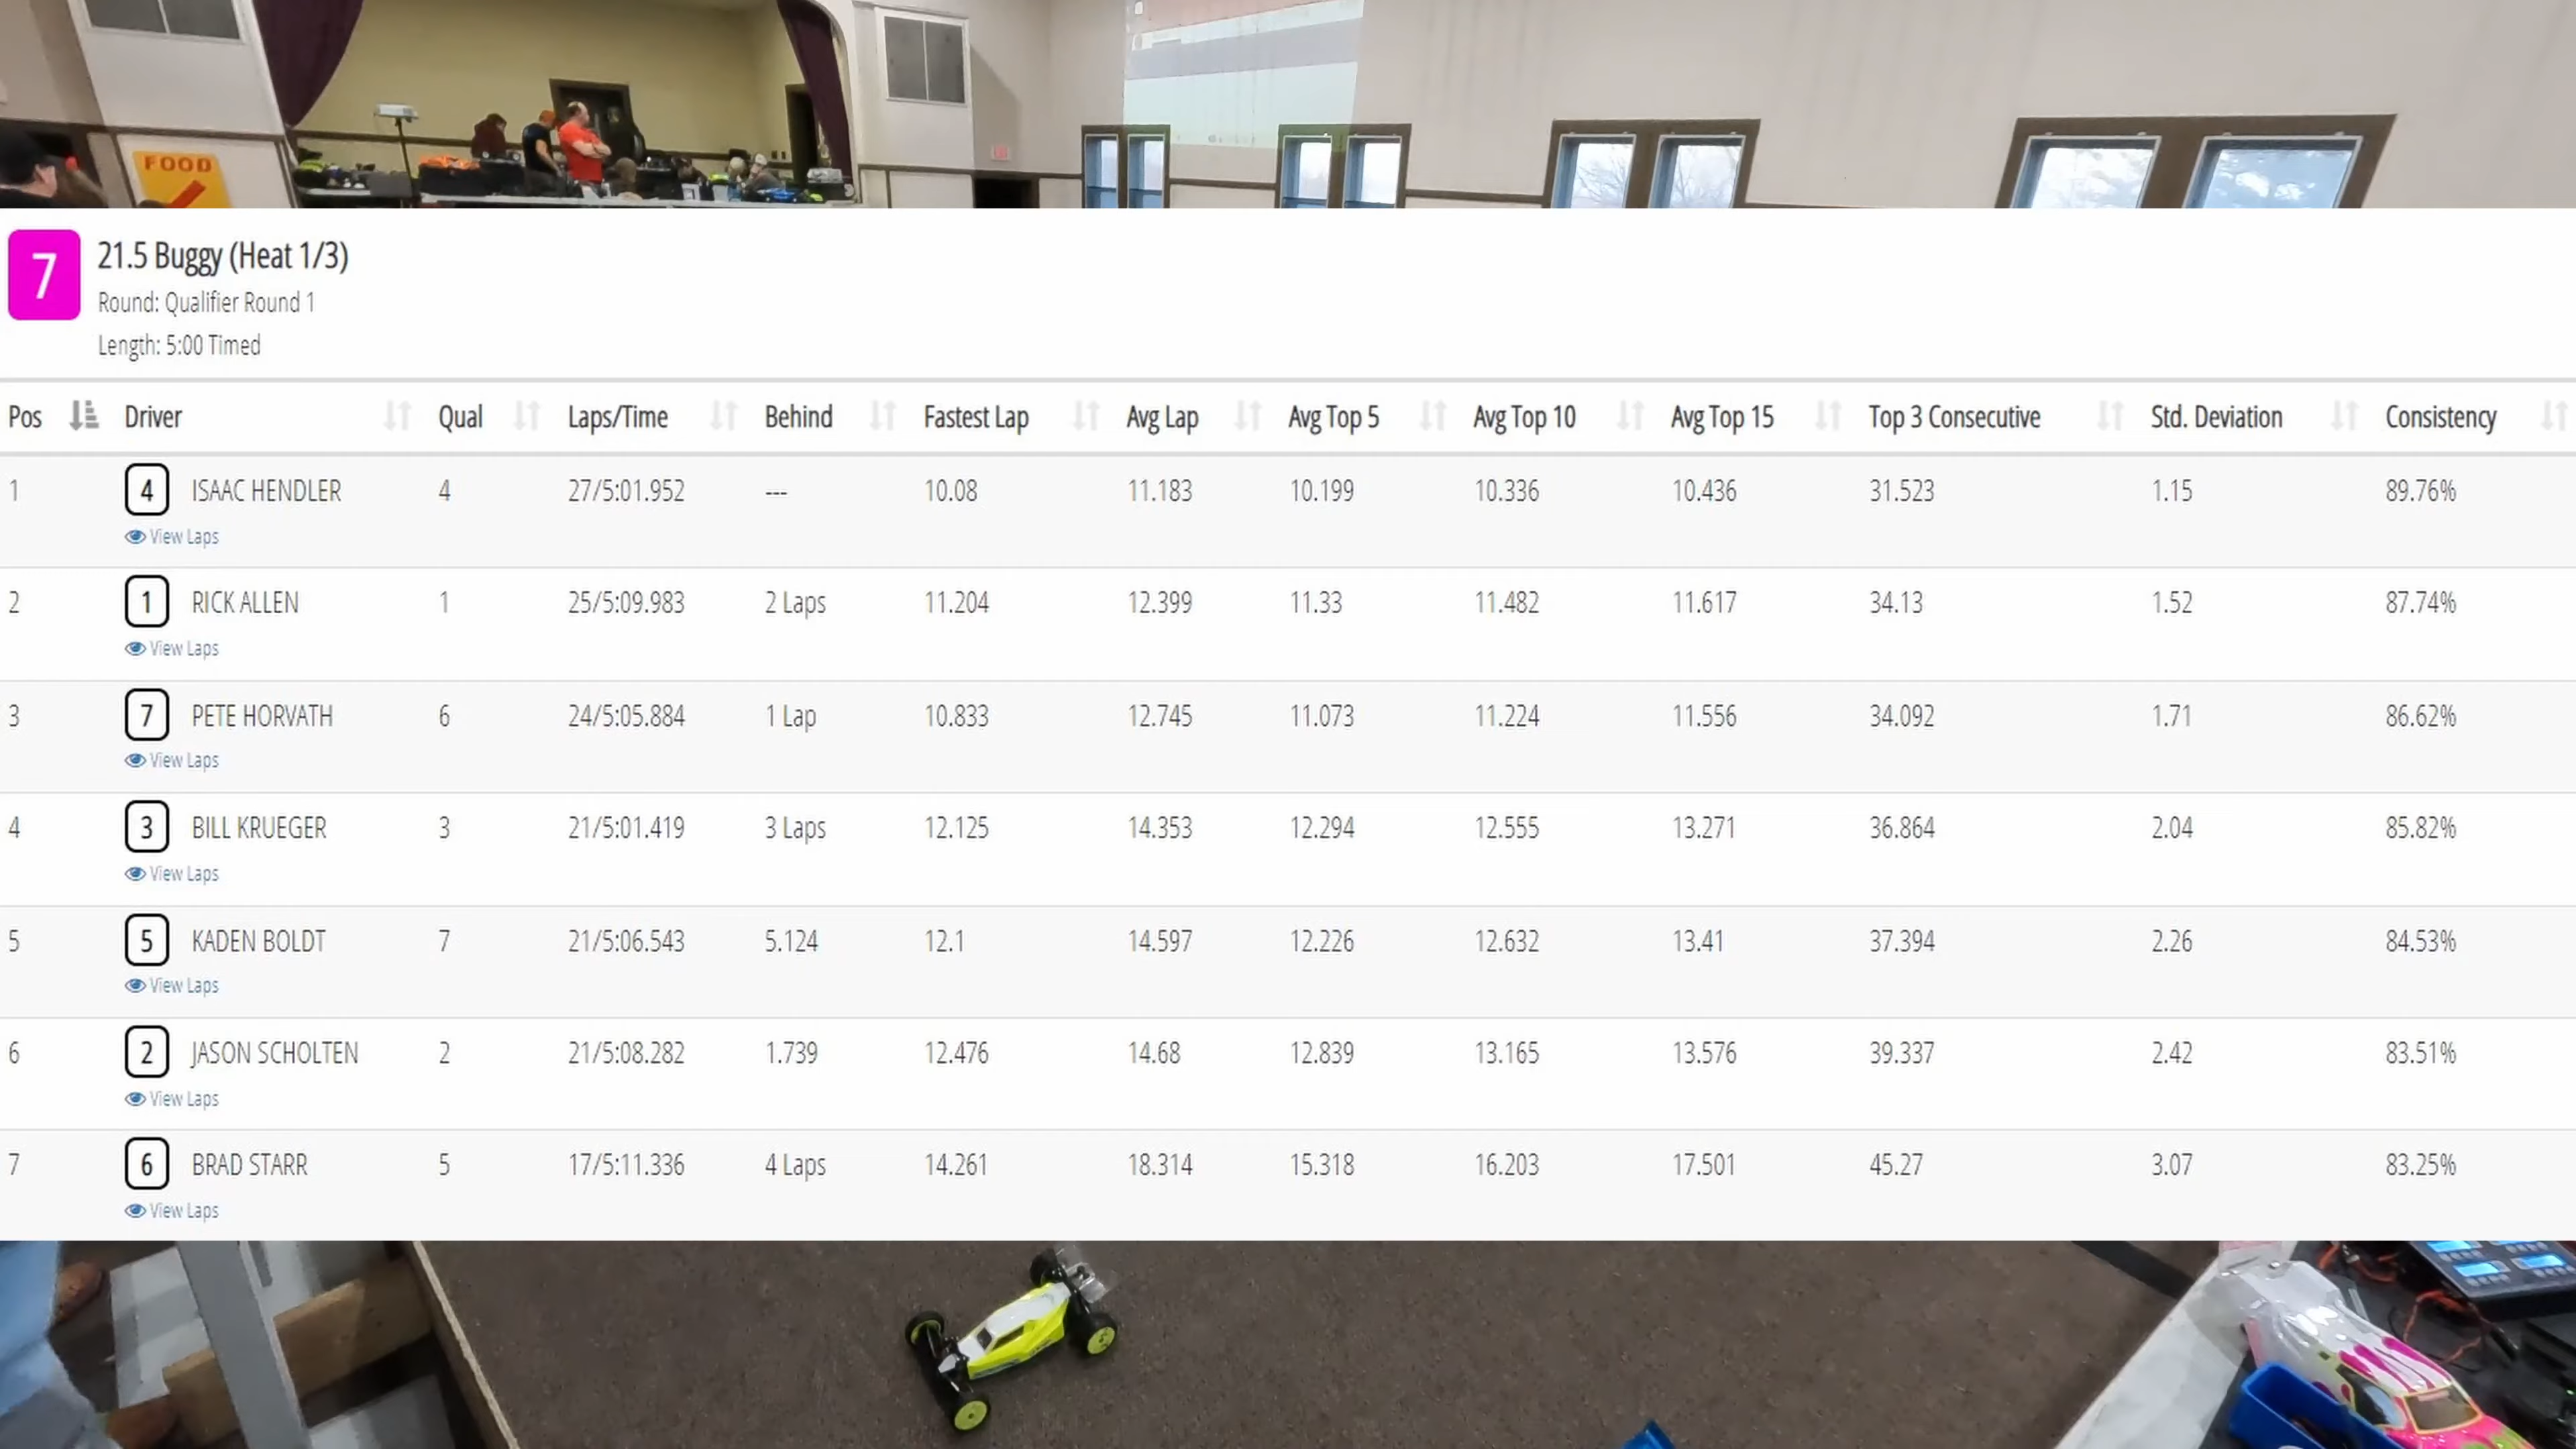 FOOD
7
21.5 Buggy (Heat 1/3)
Round: Qualifier Round 1
Length: 5:00 Timed
Pos Driver Qual Laps/Time Behind Fastest Lap Avg Lap Avg Top 5 Avg Top 10 Avg Top 15 Top 3 Consecutive Std. Deviation Consistency
1 4 ISAAC HENDLER 4 27/5:01.952 --- 10.08 11.183 10.199 10.336 10.436 31.523 1.15 89.76%
View Laps
2 1 RICK ALLEN 1 25/5:09.983 2 Laps 11.204 12.399 11.33 11.482 11.617 34.13 1.52 87.74%
View Laps
3 7 PETE HORVATH 6 24/5:05.884 1 Lap 10.833 12.745 11.073 11.224 11.556 34.092 1.71 86.62%
View Laps
4 3 BILL KRUEGER 3 21/5:01.419 3 Laps 12.125 14.353 12.294 12.555 13.271 36.864 2.04 85.82%
View Laps
5 5 KADEN BOLDT 7 21/5:06.543 5.124 12.1 14.597 12.226 12.632 13.41 37.394 2.26 84.53%
View Laps
6 2 JASON SCHOLTEN 2 21/5:08.282 1.739 12.476 14.68 12.839 13.165 13.576 39.337 2.42 83.51%
View Laps
7 6 BRAD STARR 5 17/5:11.336 4 Laps 14.261 18.314 15.318 16.203 17.501 45.27 3.07 83.25%
View Laps